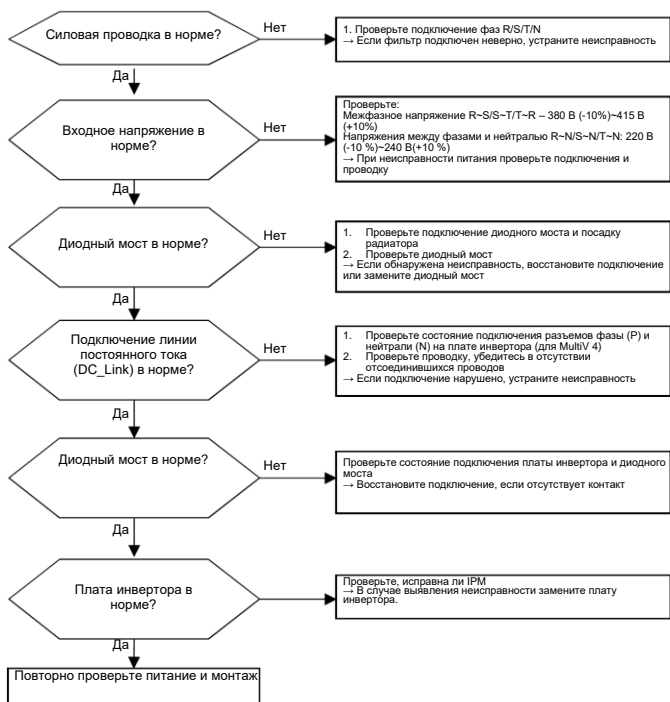 Силовая проводка в норме?
Нет
1. Проверьте подключение фаз R/S/T/N
→ Если фильтр подключен неверно, устраните неисправность
Да
Входное напряжение в
норме?
Нет
Проверьте:
Межфазное напряжение R~S/S~T/T~R – 380 В (-10%)~415 В
(+10%)
Напряжения между фазами и нейтралью R~N/S~N/T~N: 220 В
(-10 %)~240 В(+10 %)
→ При неисправности питания проверьте подключения и
проводку
Да
Диодный мост в норме?
Нет
1. Проверьте подключение диодного моста и посадку
радиатора
2. Проверьте диодный мост
→ Если обнаружена неисправность, восстановите подключение
или замените диодный мост
Да
Подключение линии
постоянного тока
(DC_Link) в норме?
Нет
1. Проверьте состояние подключения разъемов фазы (P) и
нейтрали (N) на плате инвертора (для MultiV 4)
2. Проверьте проводку, убедитесь в отсутствии
отсоединившихся проводов
→ Если подключение нарушено, устраните неисправность
Да
Диодный мост в норме?
Нет
Проверьте состояние подключения платы инвертора и диодного
моста
→ Восстановите подключение, если отсутствует контакт
Да
Плата инвертора в
норме?
Нет
Проверьте, исправна ли IPM
→ В случае выявления неисправности замените плату
инвертора.
Да
Повторно проверьте питание и монтаж